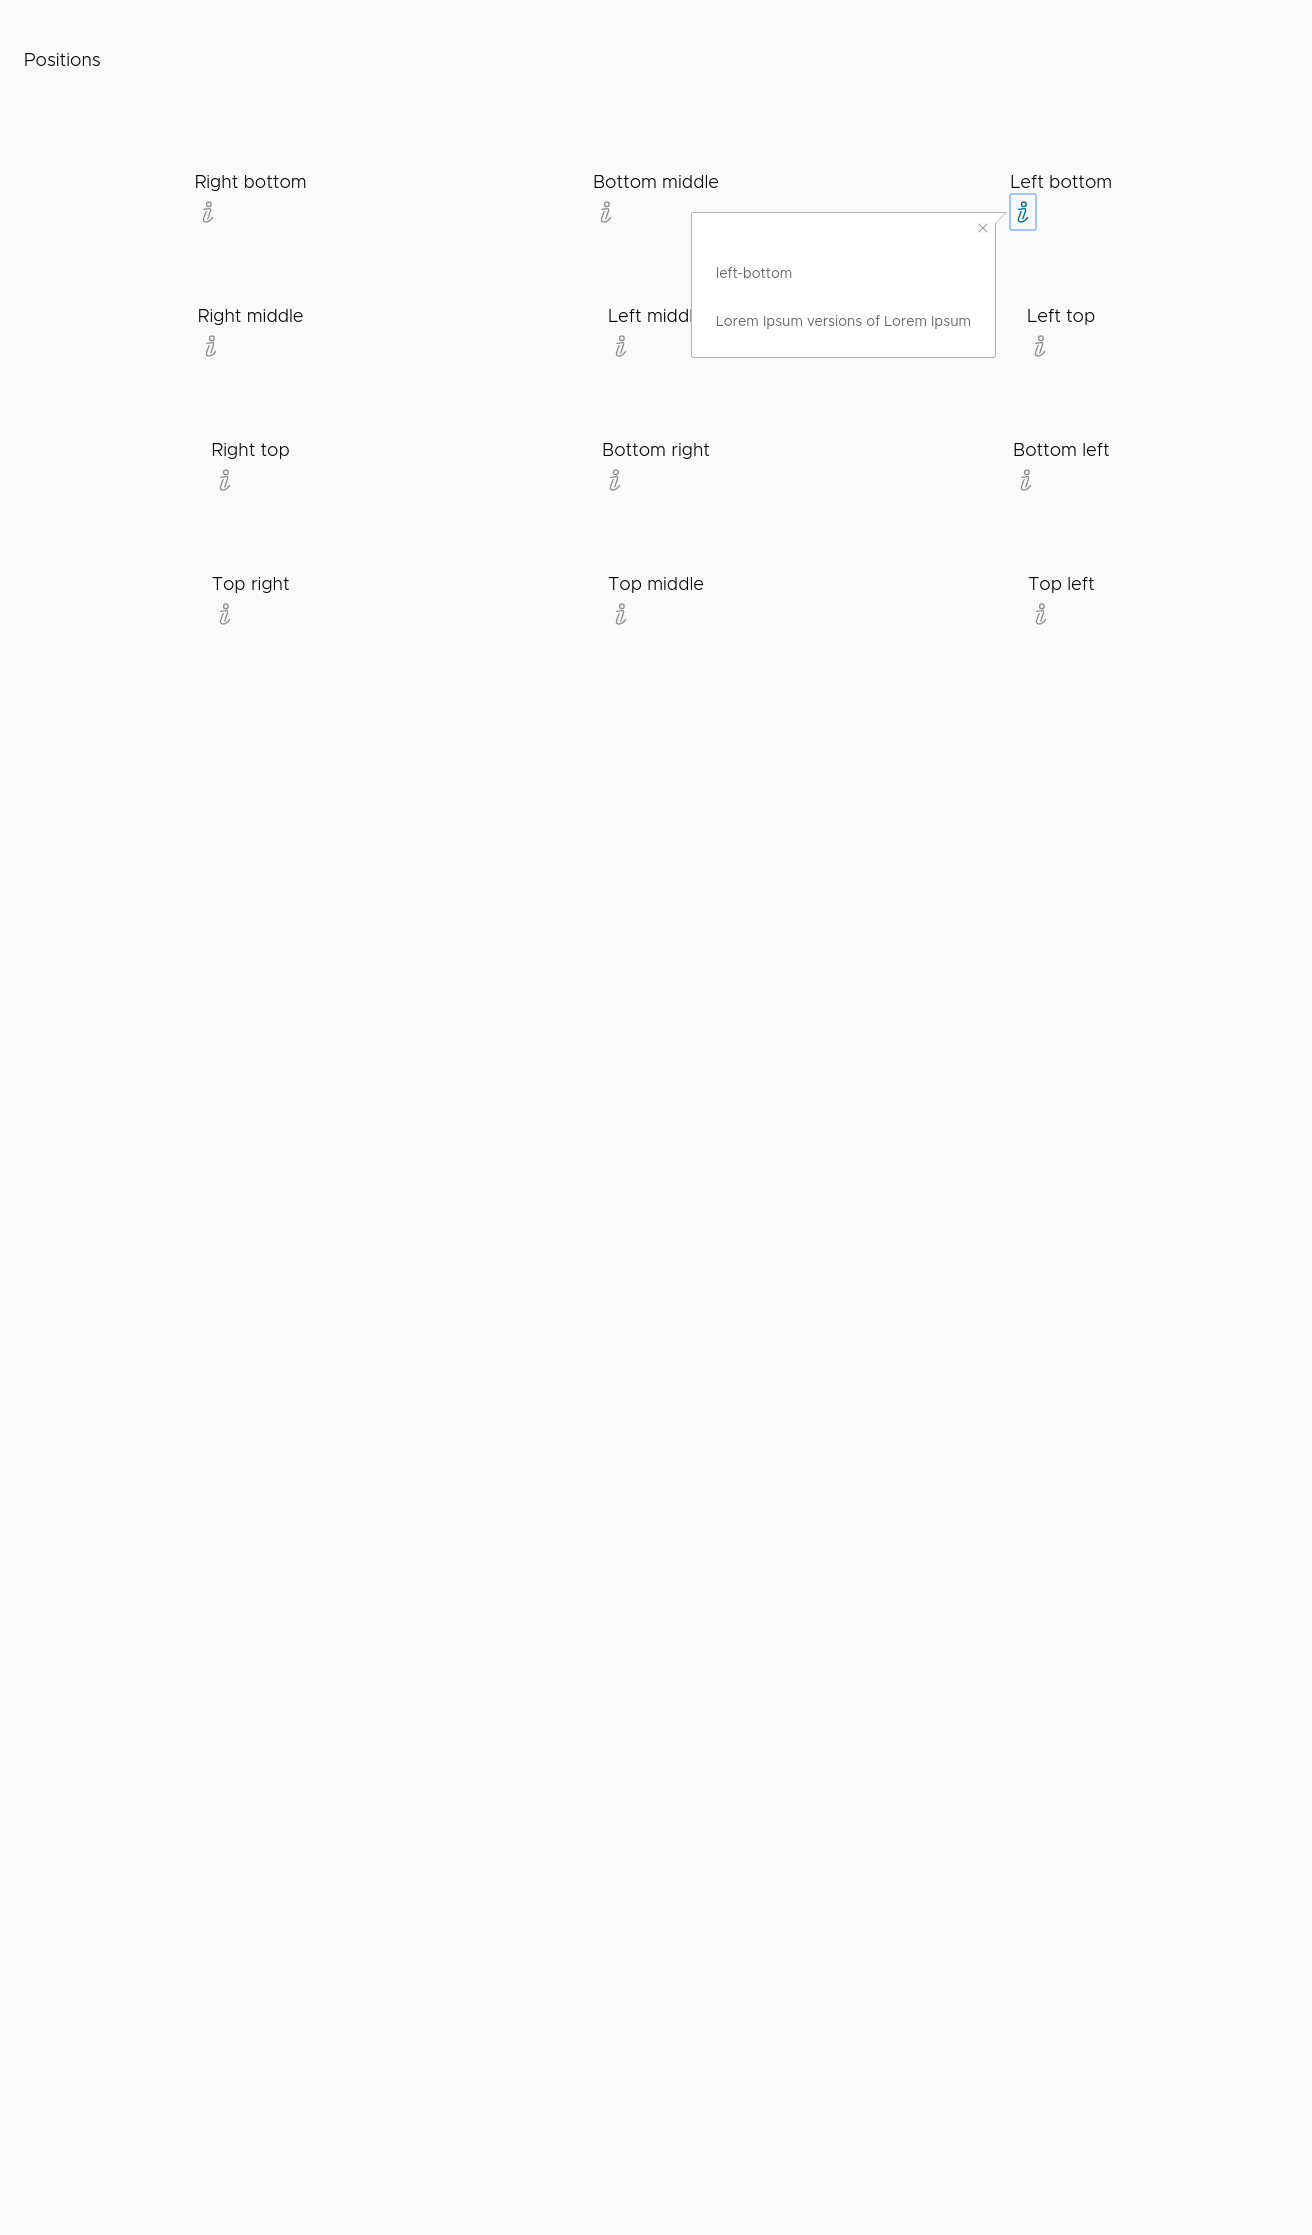 Positions
Right bottom
Bottom middle
Left bottom
left-bottom
Lorem Ipsum versions of Lorem Ipsum
Right middle
Left middl
Left top
Right top
Bottom right
Bottom left
Top right
Top middle
Top left